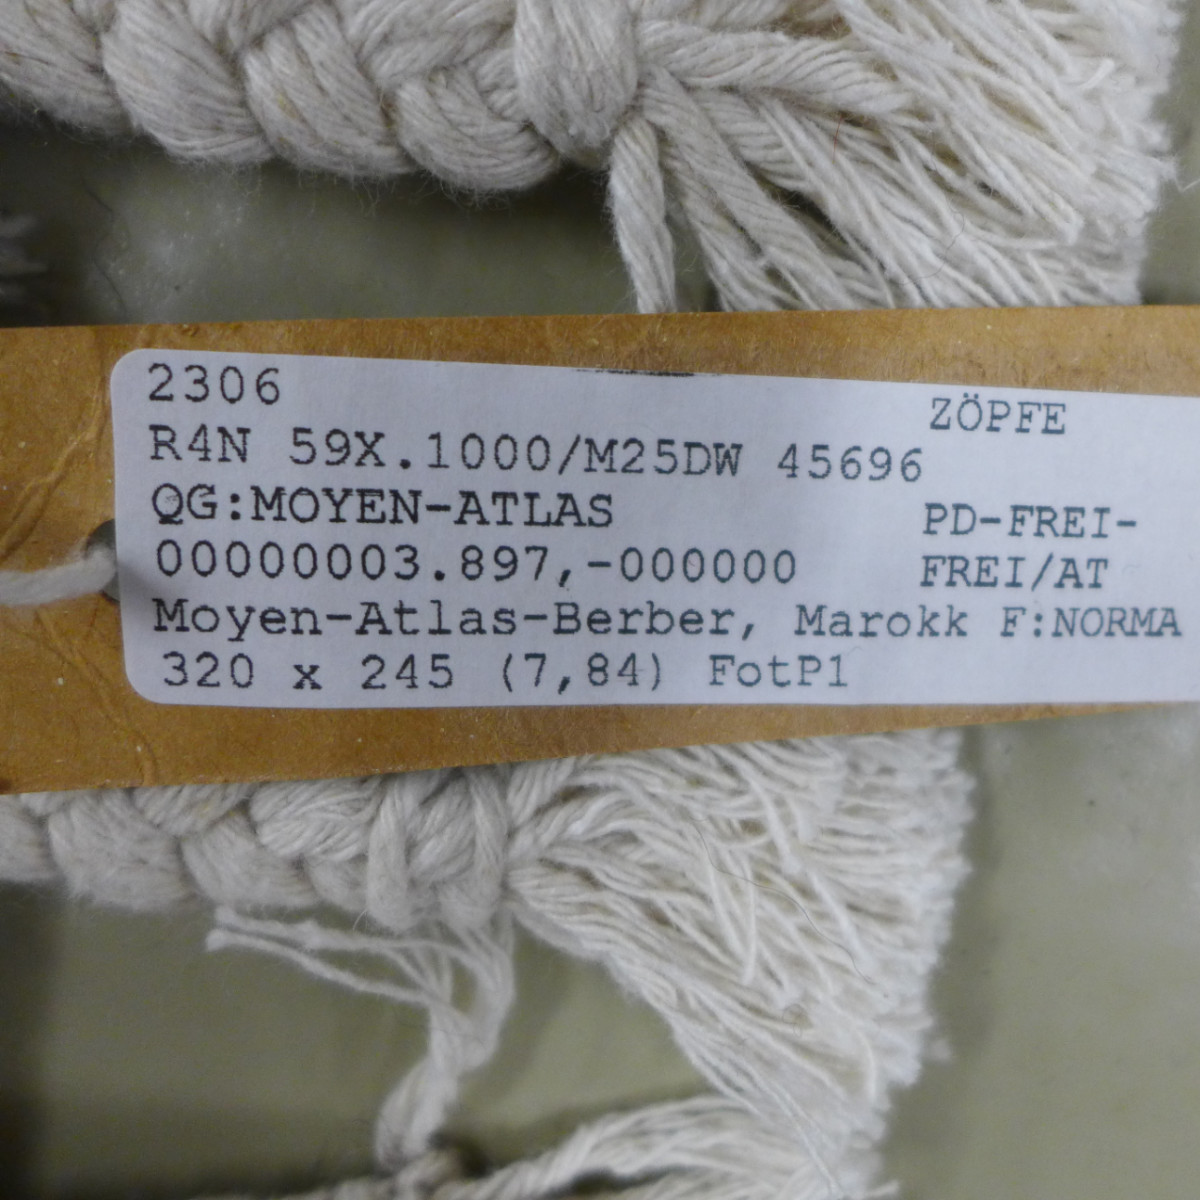 2306
ZÖPFE
R4N 59X.1000/M25DW 45696
QG:MOYEN-ATLAS
PD-FREI-
00000003.897,-000000
FREI/AT
Moyen-Atlas-Berber, Marokk F:NORMA
320 x 245 (7,84) FotP1